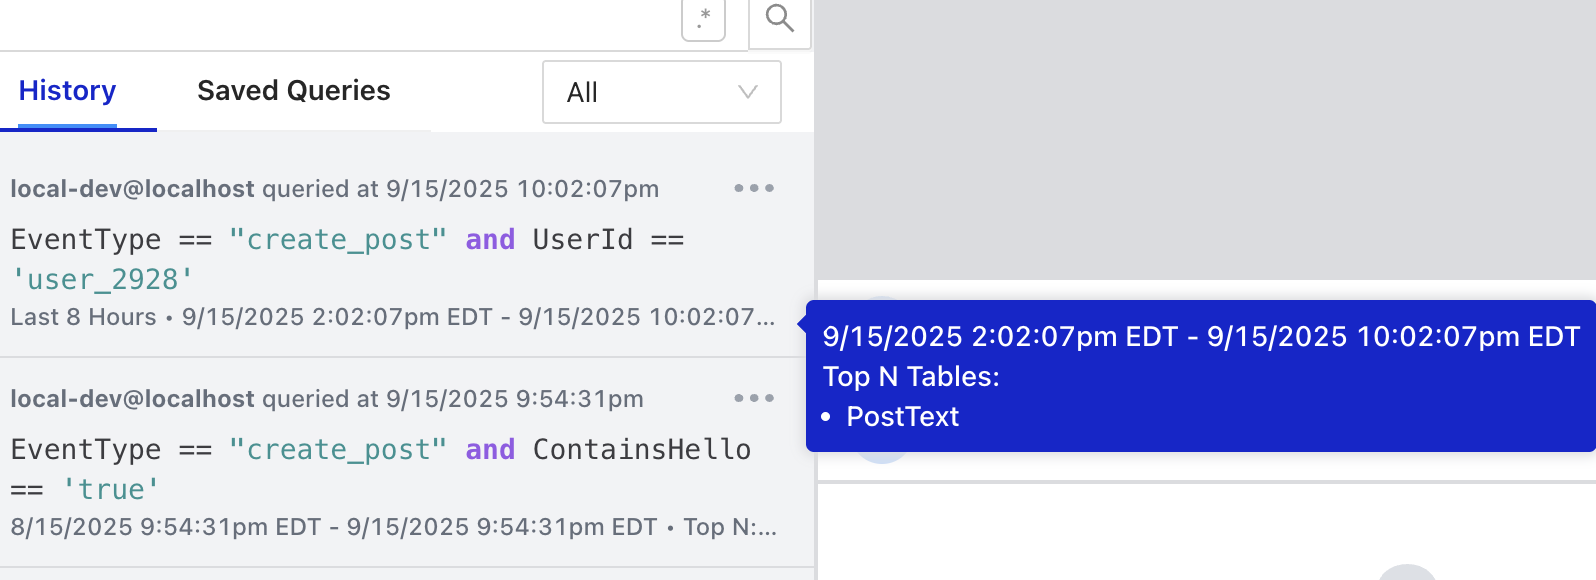 .*
History
Saved Queries
All
local-dev@localhost queried at 9/15/2025 10:02:07pm
EventType == "create_post" and UserId ==
'user_2928'
Last 8 Hours • 9/15/2025 2:02:07pm EDT - 9/15/2025 10:02:07...
9/15/2025 2:02:07pm EDT - 9/15/2025 10:02:07pm EDT
Top N Tables:
• PostText
local-dev@localhost queried at 9/15/2025 9:54:31pm
EventType == "create_post" and ContainsHello
== 'true'
8/15/2025 9:54:31pm EDT - 9/15/2025 9:54:31pm EDT • Top N:...